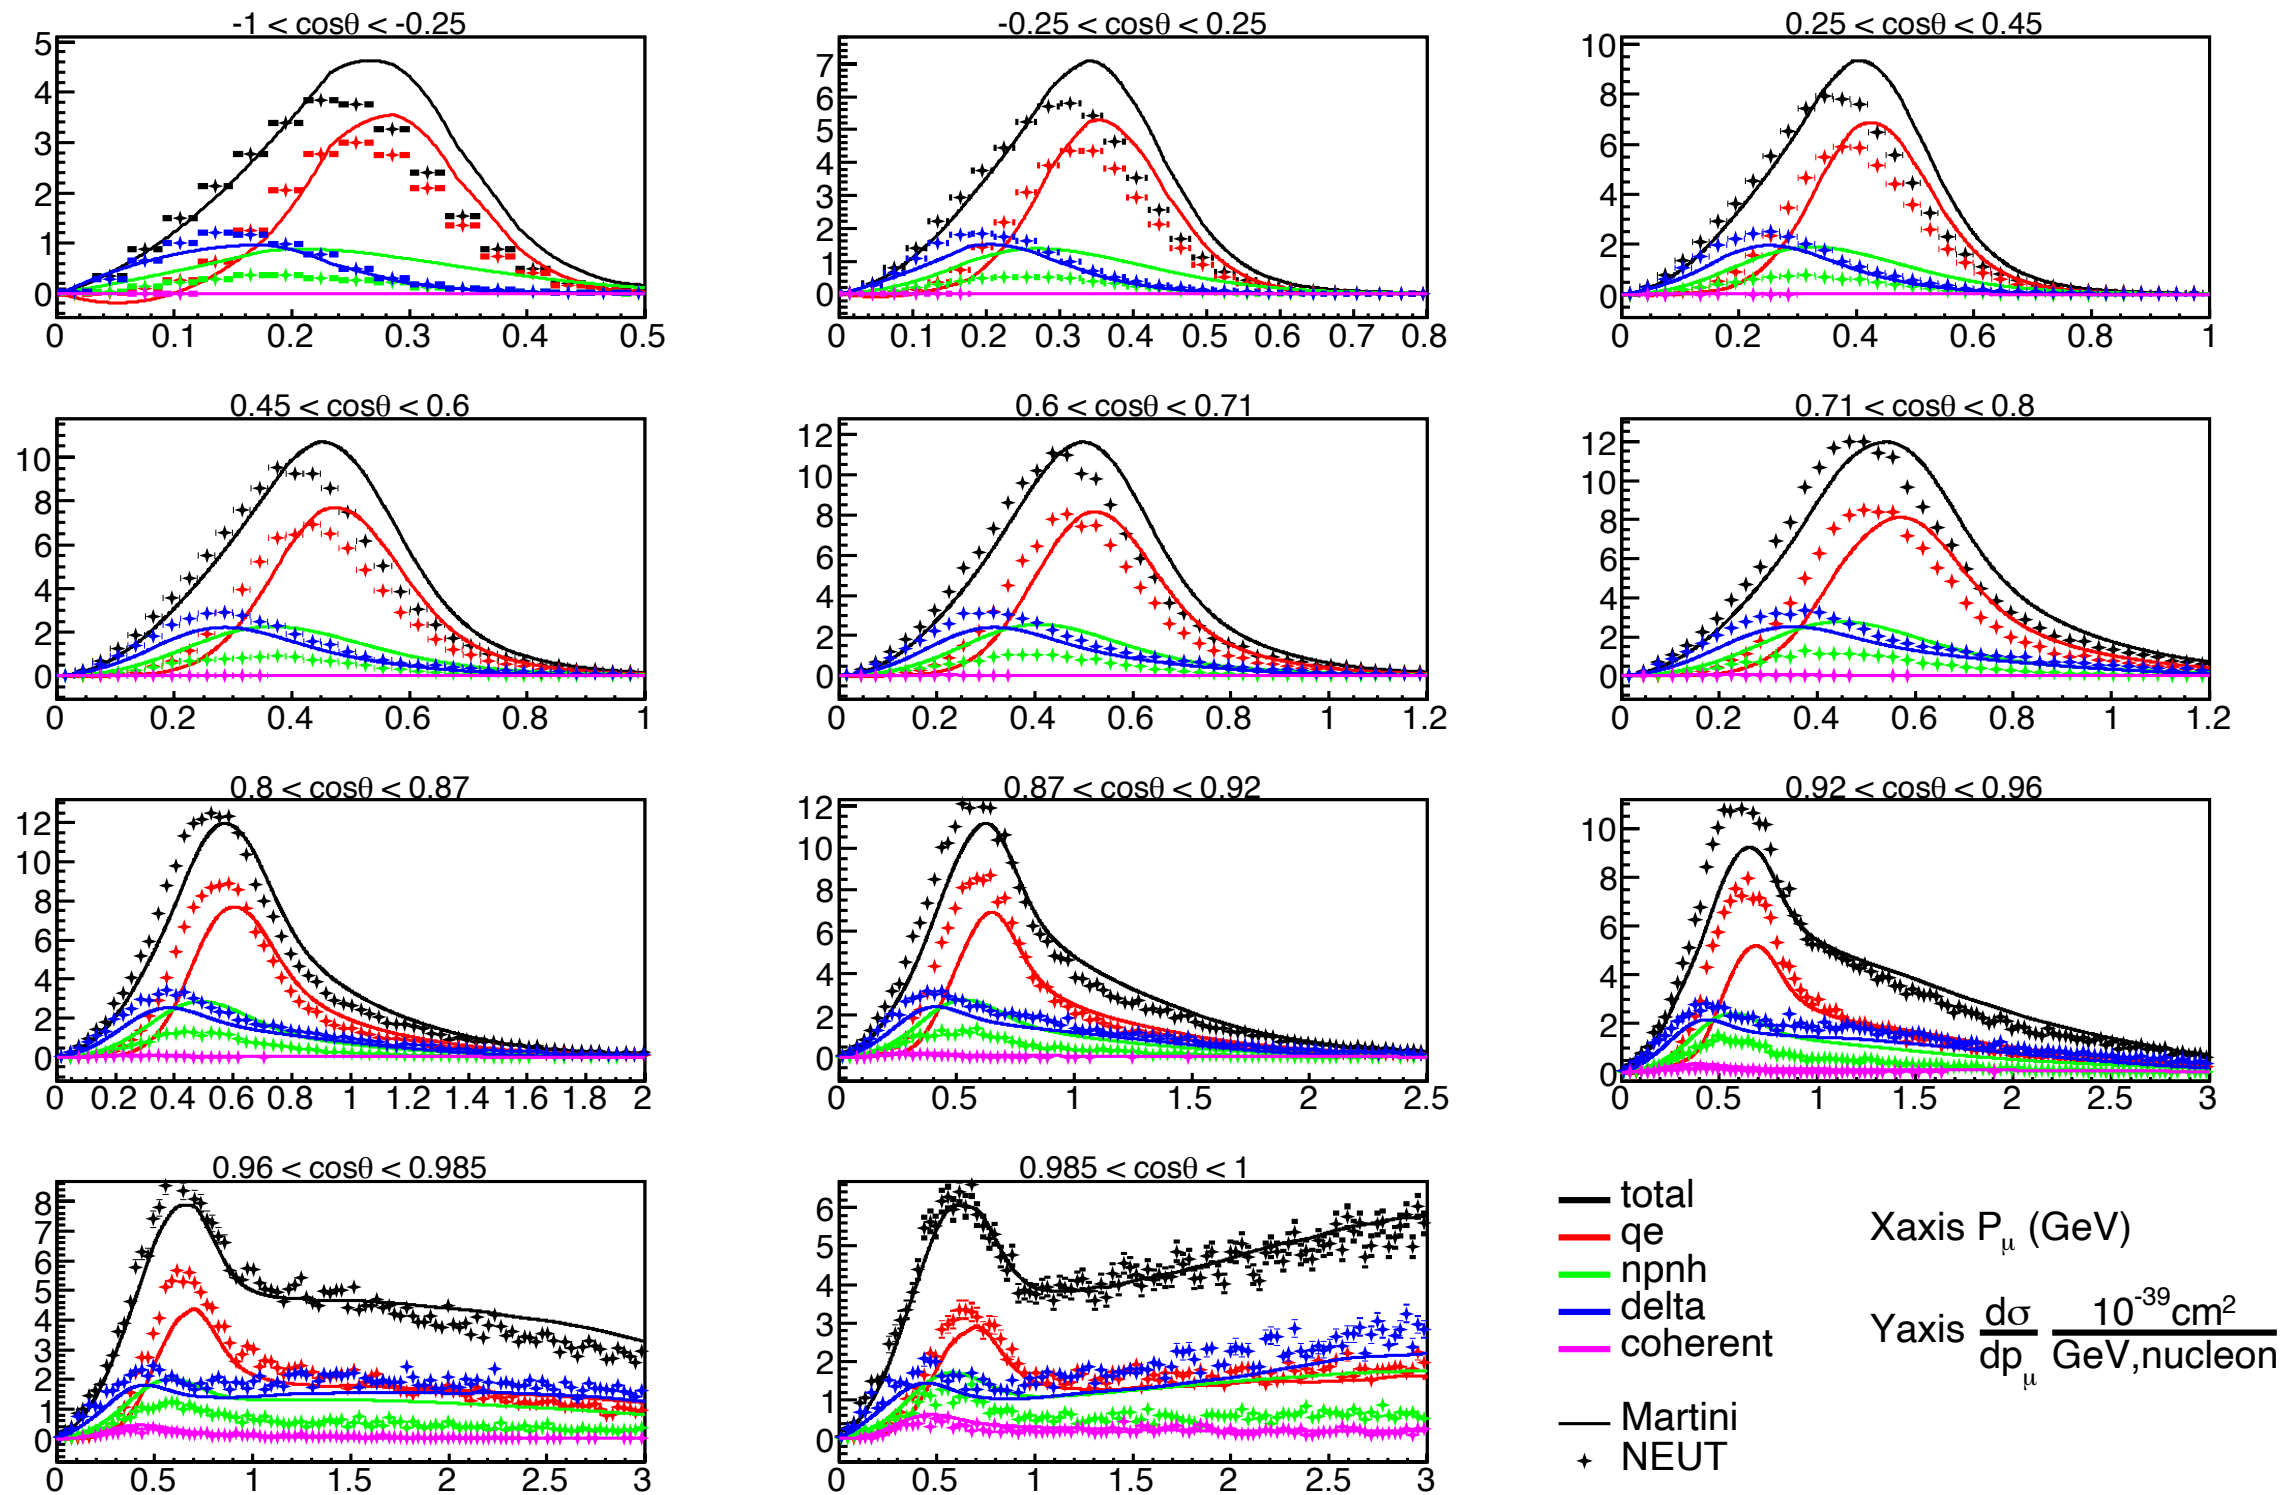 -1 < cosθ < -0.25
-0.25 < cosθ < 0.25
0.25 < cosθ < 0.45
5
4
3
2
1
0
0 0.1 0.2 0.3 0.4 0.5
7
6
5
4
3
2
1
0
0 0.1 0.2 0.3 0.4 0.5 0.6 0.7 0.8
10
8
6
4
2
0
0 0.2 0.4 0.6 0.8 1
0.45 < cosθ < 0.6
0.6 < cosθ < 0.71
0.71 < cosθ < 0.8
10
8
6
4
2
0
0 0.2 0.4 0.6 0.8 1
12
10
8
6
4
2
0
0 0.2 0.4 0.6 0.8 1 1.2
12
10
8
6
4
2
0
0 0.2 0.4 0.6 0.8 1 1.2
0.8 < cosθ < 0.87
0.87 < cosθ < 0.92
0.92 < cosθ < 0.96
12
10
8
6
4
2
0
0 0.2 0.4 0.6 0.8 1 1.2 1.4 1.6 1.8 2
12
10
8
6
4
2
0
0 0.5 1 1.5 2 2.5
10
8
6
4
2
0
0 0.5 1 1.5 2 2.5 3
0.96 < cosθ < 0.985
0.985 < cosθ < 1
8
7
6
5
4
3
2
1
0
0 0.5 1 1.5 2 2.5 3
6
5
4
3
2
1
0
0 0.5 1 1.5 2 2.5 3
total
qe
npnh
delta
coherent
Martini
NEUT
Xaxis Pμ (GeV)
Yaxis dσ/dpμ 10⁻³⁹cm²/GeV,nucleon